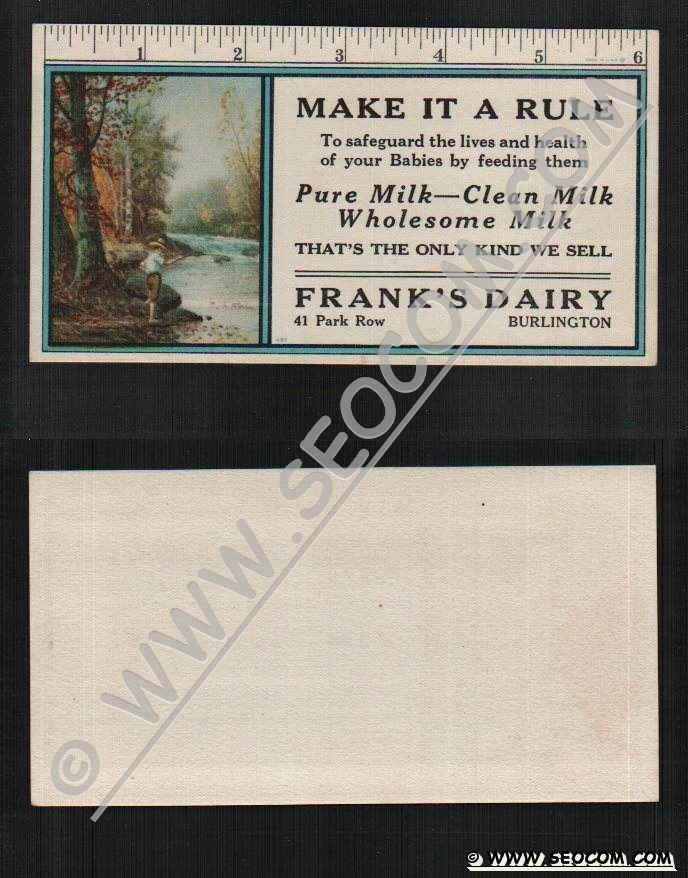 1 2 3 4 5 6
MAKE IT A RULE
To safeguard the lives and health
of your Babies by feeding them
Pure Milk—Clean Milk
Wholesome Milk
THAT'S THE ONLY KIND WE SELL
FRANK'S DAIRY
41 Park Row BURLINGTON
© WWW.SEOCOM.COM
© WWW.SEOCOM.COM